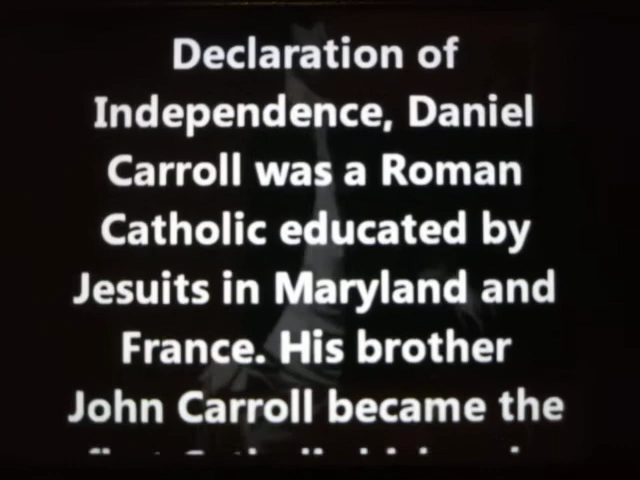 Declaration of
Independence, Daniel
Carroll was a Roman
Catholic educated by
Jesuits in Maryland and
France. His brother
John Carroll became the